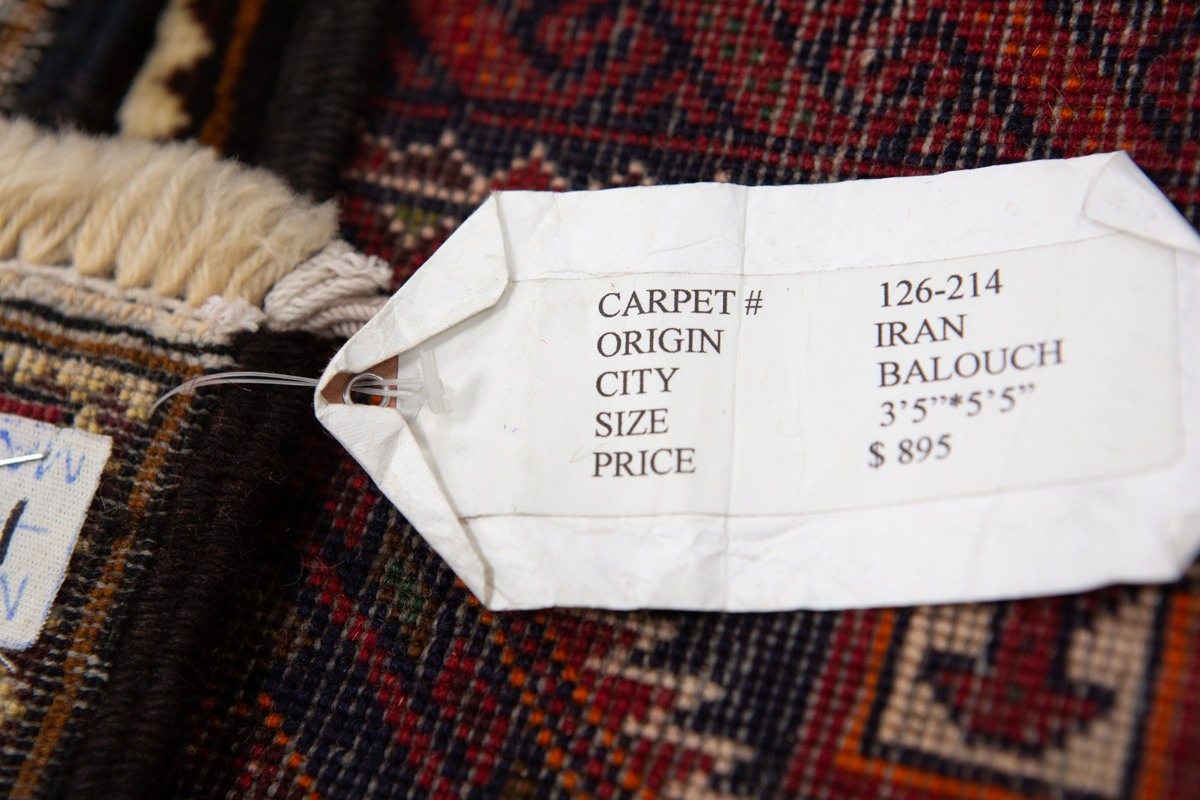 CARPET # 126-214
ORIGIN IRAN
CITY BALOUCH
SIZE 3’5”*5’5”
PRICE $ 895